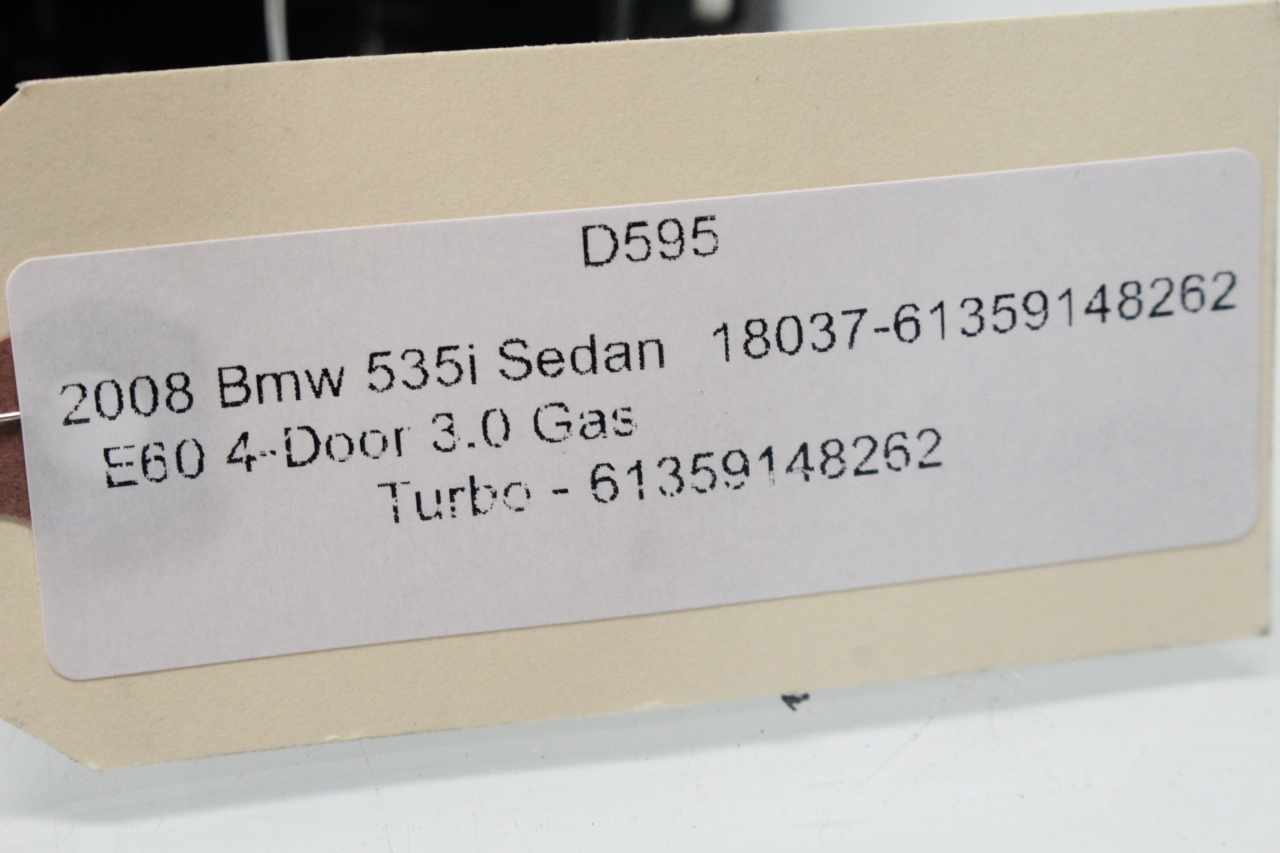 D595
2008 Bmw 535i Sedan 18037-61359148262
E60 4-Door 3.0 Gas
Turbo - 61359148262